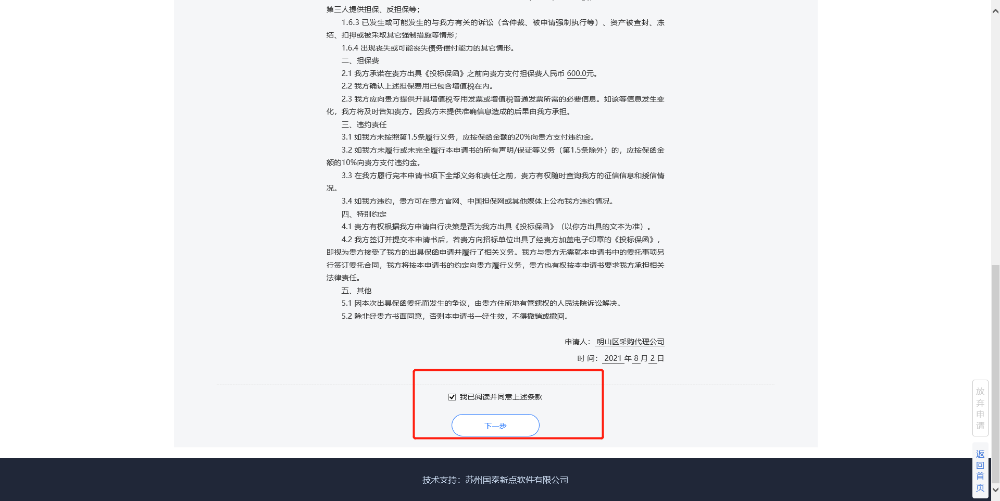 第三人提供担保、反担保等；
1.6.3 已发生或可能发生的与我方有关的诉讼（含仲裁、被申请强制执行等）、资产被查封、冻
结、扣押或被采取其它强制措施等情形；
1.6.4 出现丧失或可能丧失债务偿付能力的其它情形。
二、担保费
2.1 我方承诺在贵方出具《投标保函》之前向贵方支付担保费人民币 600.0元。
2.2 我方确认上述担保费用已包含增值税在内。
2.3 我方应向贵方提供开具增值税专用发票或增值税普通发票所需的必要信息。如该等信息发生变
化，我方将及时告知贵方。因我方未提供准确信息造成的后果由我方承担。
三、违约责任
3.1 如我方未按照第1.5条履行义务，应按保函金额的20%向贵方支付违约金。
3.2 如我方未履行或未完全履行本申请书的所有声明/保证等义务（第1.5条除外）的，应按保函金
额的10%向贵方支付违约金。
3.3 在我方履行完本申请书项下全部义务和责任之前，贵方有权随时查询我方的征信信息和授信情
况。
3.4 如我方违约，贵方可在贵方官网、中国担保网或其他媒体上公布我方违约情况。
四、特别约定
4.1 贵方有权根据我方申请自行决策是否为我方出具《投标保函》（以你方出具的文本为准）。
4.2 我方签订并提交本申请书后，若贵方向招标单位出具了经贵方加盖电子印章的《投标保函》，
即视为贵方接受了我方的出具保函申请并履行了相关义务。我方与贵方无需就本申请书中的委托事项另
行签订委托合同，我方将按本申请书的约定向贵方履行义务，贵方也有权按本申请书要求我方承担相关
法律责任。
五、其他
5.1 因本次出具保函委托而发生的争议，由贵方住所地有管辖权的人民法院诉讼解决。
5.2 除非经贵方书面同意，否则本申请书一经生效，不得撤销或撤回。
申请人： 明山区采购代理公司
时 间： 2021 年 8 月 2 日
我已阅读并同意上述条款
下一步
放弃申请
返回首页
技术支持：苏州国泰新点软件有限公司